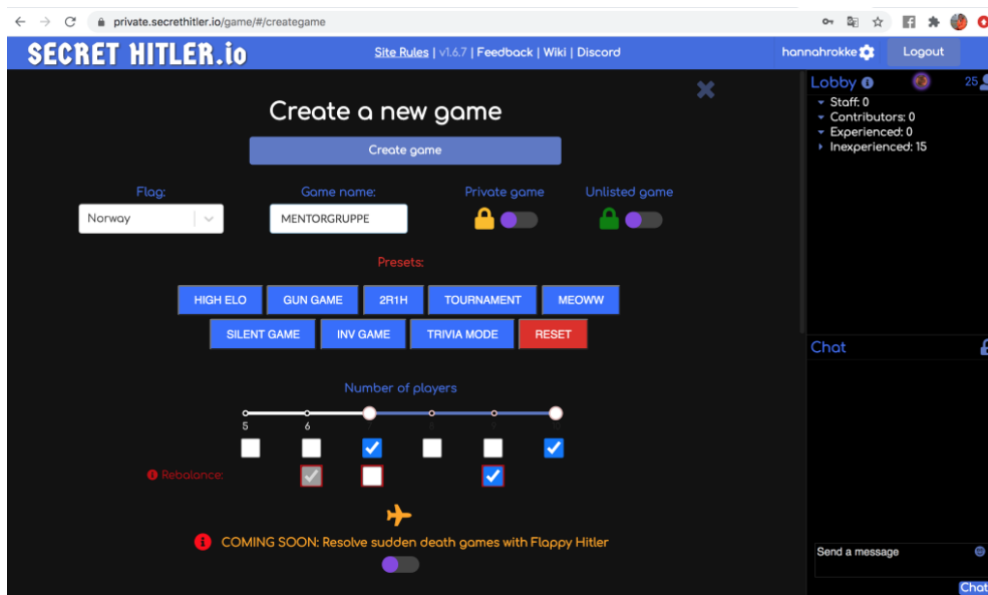 private.secrethitler.io/game/#/creategame
SECRET HITLER.io
Site Rules | v1.6.7 | Feedback | Wiki | Discord
hannahrokke
Logout
Lobby
25
Staff: 0
Contributors: 0
Experienced: 0
Inexperienced: 15
Create a new game
Create game
Flag:
Game name:
Private game
Unlisted game
Norway
MENTORGRUPPE
Presets:
HIGH ELO
GUN GAME
2R1H
TOURNAMENT
MEOWW
SILENT GAME
INV GAME
TRIVIA MODE
RESET
Chat
Number of players
5 6
Rebalance:
COMING SOON: Resolve sudden death games with Flappy Hitler
Send a message
Chat